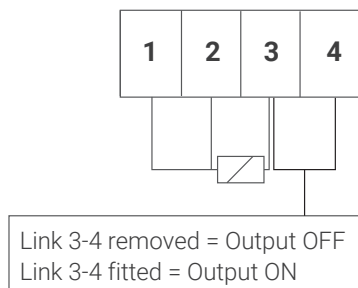 1 2 3 4
Link 3-4 removed = Output OFF
Link 3-4 fitted = Output ON